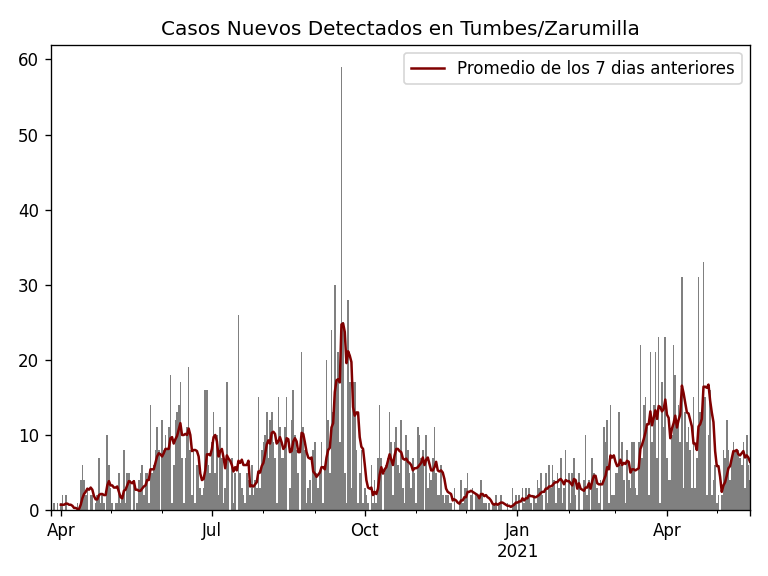 Casos Nuevos Detectados en Tumbes/Zarumilla
Promedio de los 7 dias anteriores
60
50
40
30
20
10
0
Apr Jul Oct Jan Apr
2021